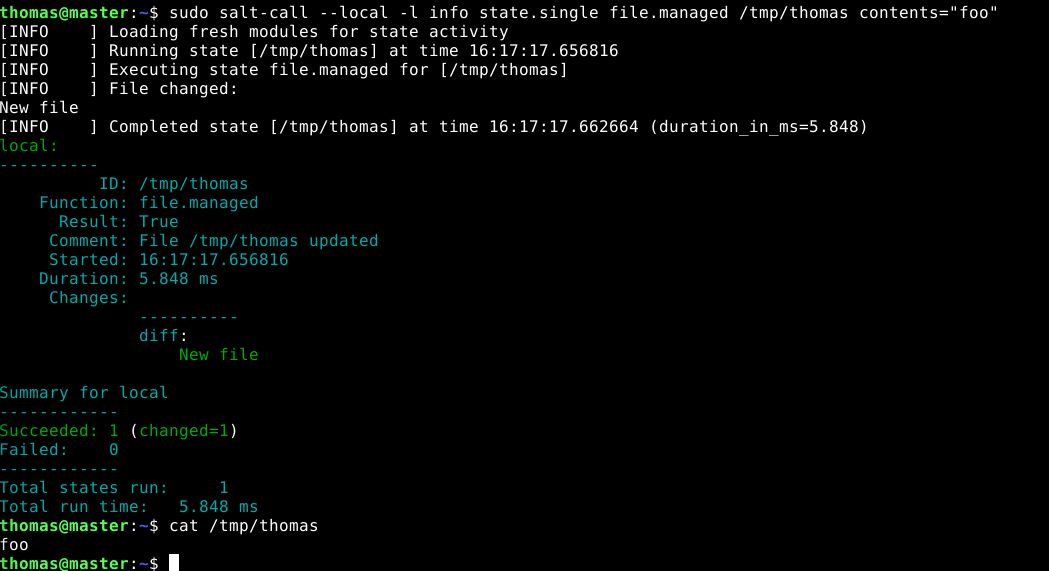 thomas@master:~$ sudo salt-call --local -l info state.single file.managed /tmp/thomas contents="foo"
[INFO    ] Loading fresh modules for state activity
[INFO    ] Running state [/tmp/thomas] at time 16:17:17.656816
[INFO    ] Executing state file.managed for [/tmp/thomas]
[INFO    ] File changed:
New file
[INFO    ] Completed state [/tmp/thomas] at time 16:17:17.662664 (duration_in_ms=5.848)
local:
----------
          ID: /tmp/thomas
    Function: file.managed
      Result: True
     Comment: File /tmp/thomas updated
     Started: 16:17:17.656816
    Duration: 5.848 ms
     Changes:
              ----------
              diff:
                  New file

Summary for local
------------
Succeeded: 1 (changed=1)
Failed:    0
------------
Total states run:     1
Total run time:   5.848 ms
thomas@master:~$ cat /tmp/thomas
foo
thomas@master:~$